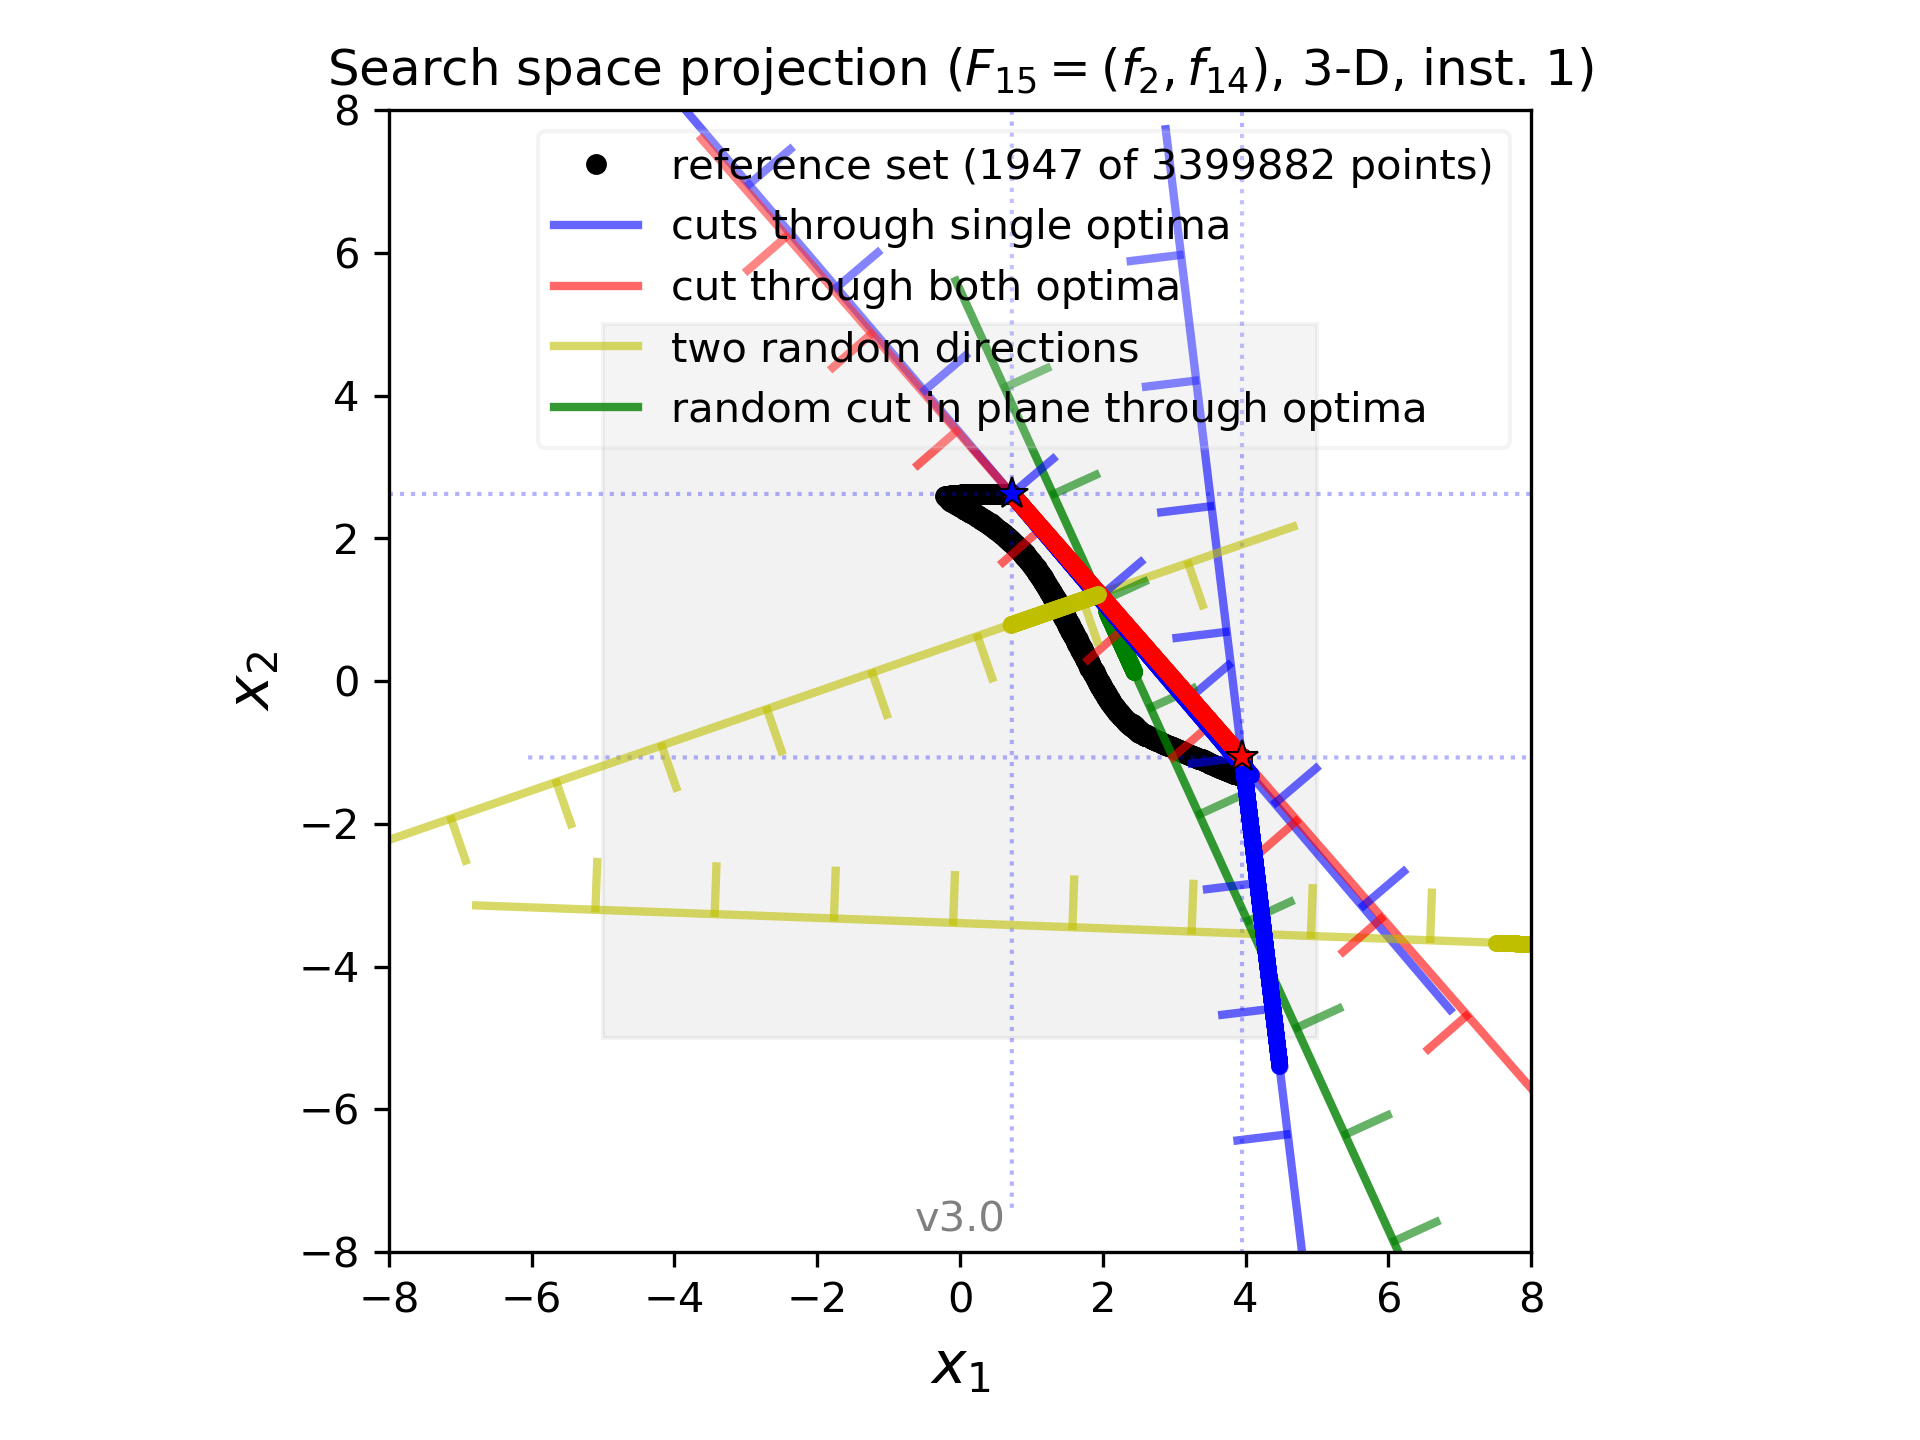 Search space projection (F15 = (f2, f14), 3-D, inst. 1)
reference set (1947 of 3399882 points)
cuts through single optima
cut through both optima
two random directions
random cut in plane through optima
8
6
4
2
0
−2
−4
−6
−8
x2
v3.0
−8 −6 −4 −2 0 2 4 6 8
x1